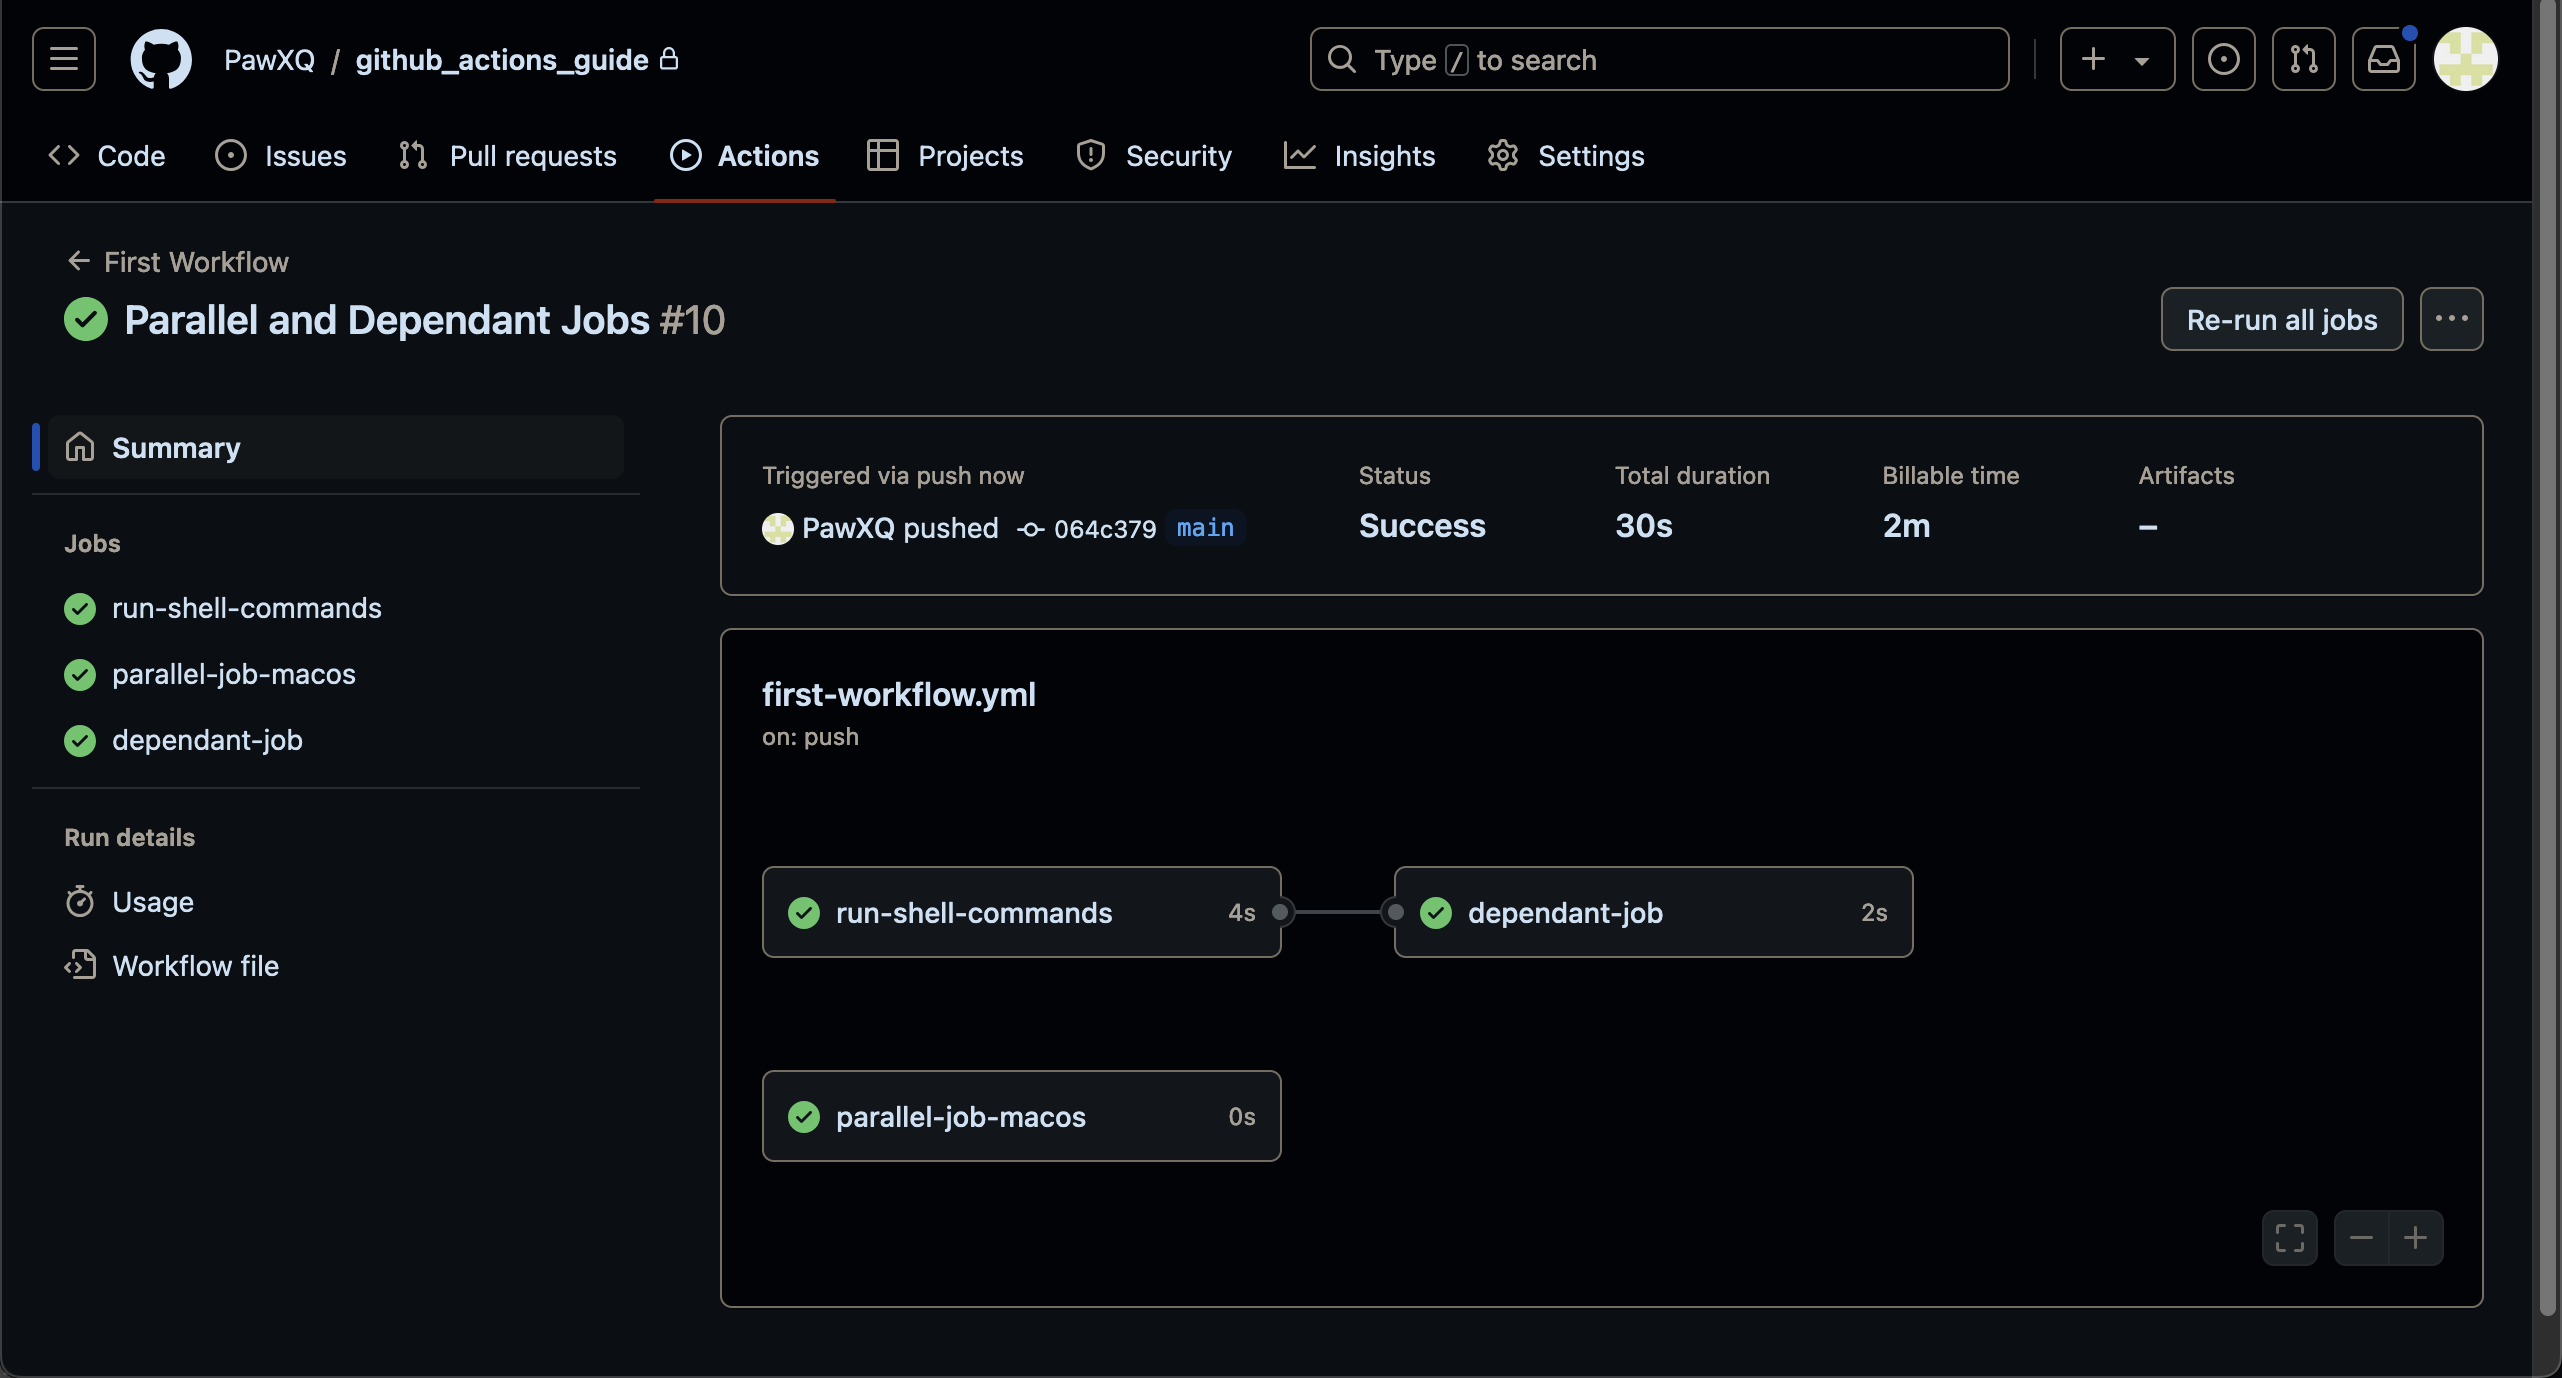 PawXQ / github_actions_guide
Type / to search
Code Issues Pull requests Actions Projects Security Insights Settings
← First Workflow
Parallel and Dependant Jobs #10
Re-run all jobs
Summary
Jobs
run-shell-commands
parallel-job-macos
dependant-job
Run details
Usage
Workflow file
Triggered via push now
PawXQ pushed 064c379 main
Status
Success
Total duration
30s
Billable time
2m
Artifacts
–
first-workflow.yml
on: push
run-shell-commands 4s
dependant-job 2s
parallel-job-macos 0s